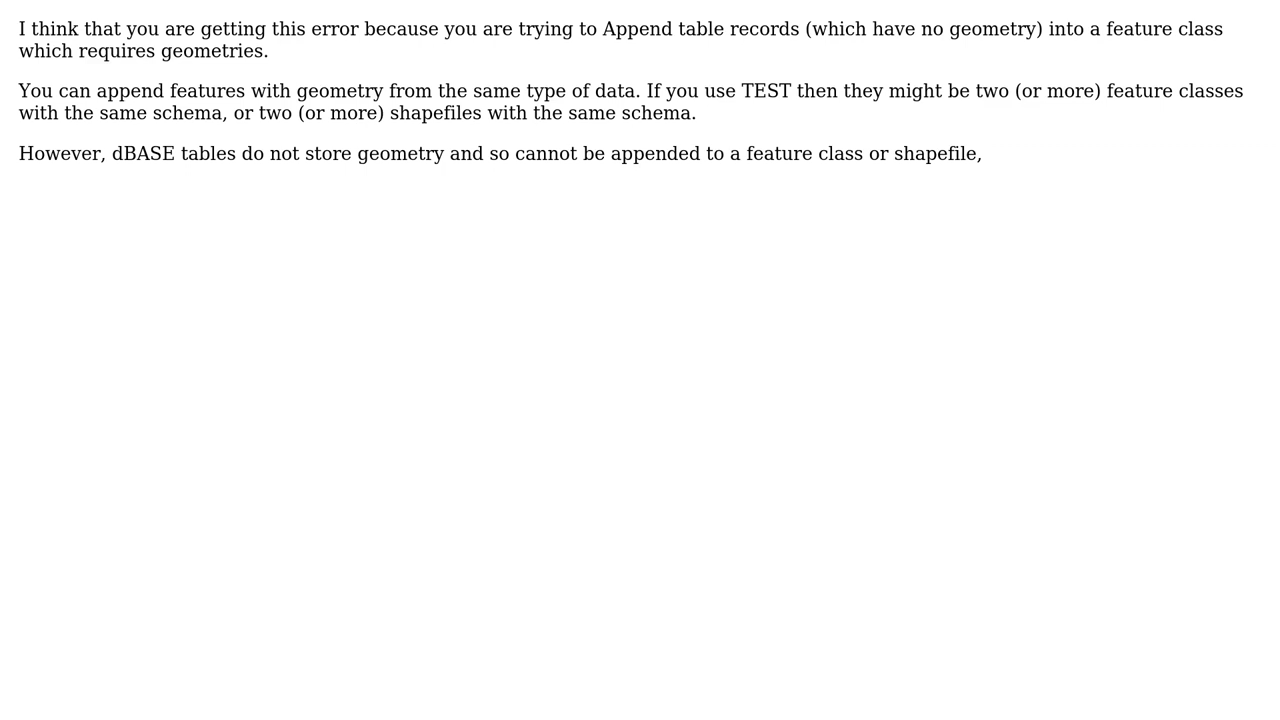 I think that you are getting this error because you are trying to Append table records (which have no geometry) into a feature class
which requires geometries.
You can append features with geometry from the same type of data. If you use TEST then they might be two (or more) feature classes
with the same schema, or two (or more) shapefiles with the same schema.
However, dBASE tables do not store geometry and so cannot be appended to a feature class or shapefile,